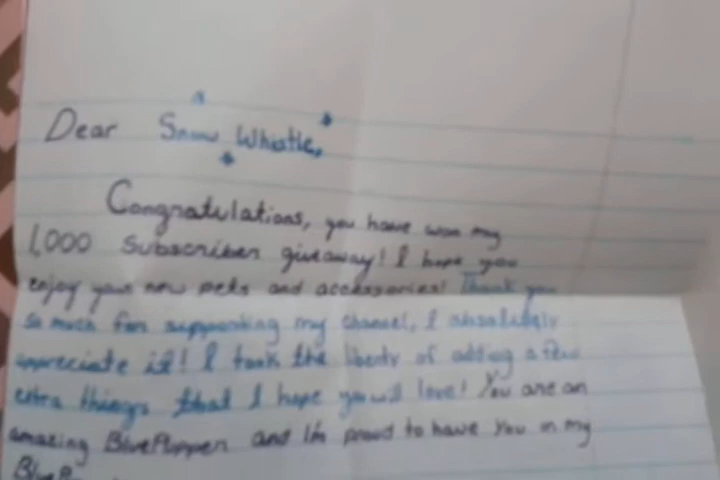 Dear Snow Whistle,
Congratulations, you have won my
1,000 Subscriber giveaway! I hope you
enjoy your new pets and accessories! Thank you
so much for supporting my channel, I absolutely
appreciate it! I took the liberty of adding a few
extra things that I hope you will love! You are an
amazing BluePupper and I'm proud to have you in my